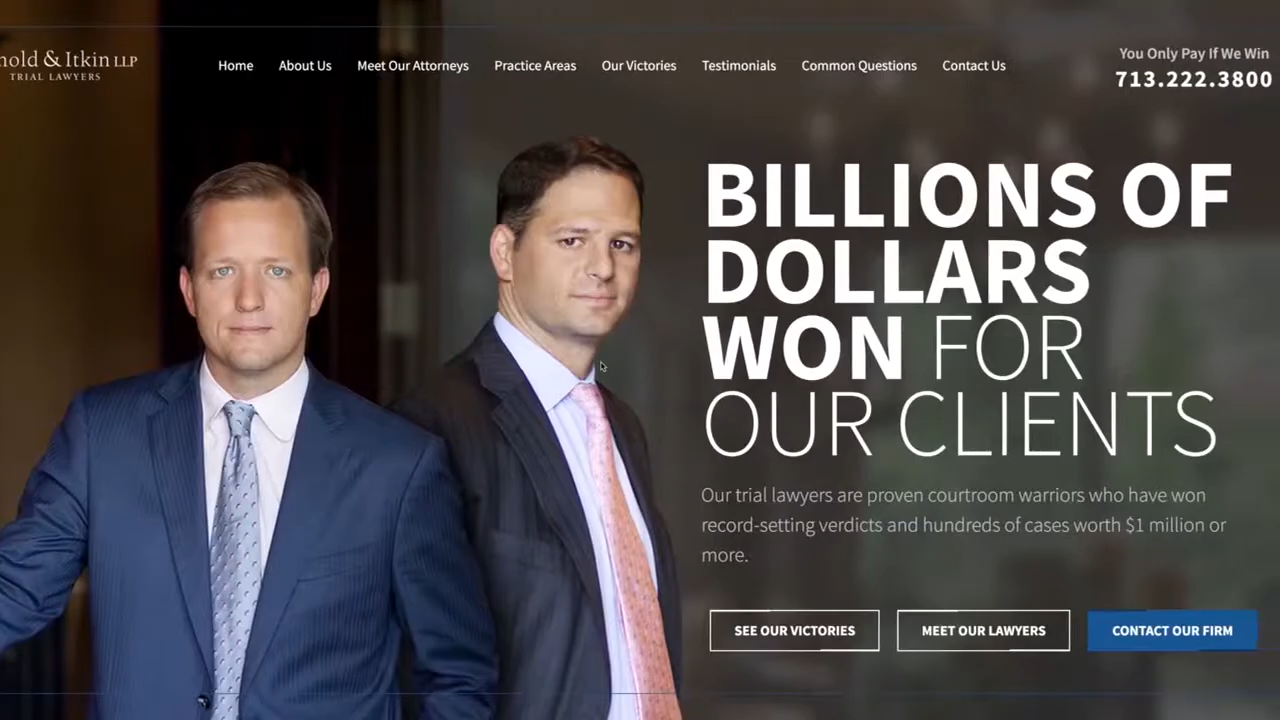 & Itkin LLP
TRIAL LAWYERS
Home
About Us
Meet Our Attorneys
Practice Areas
Our Victories
Testimonials
Common Questions
Contact Us
You Only Pay If We Win
713.222.3800
BILLIONS OF
DOLLARS
WON FOR
OUR CLIENTS
Our trial lawyers are proven courtroom warriors who have won
record-setting verdicts and hundreds of cases worth $1 million or
more.
SEE OUR VICTORIES
MEET OUR LAWYERS
CONTACT OUR FIRM